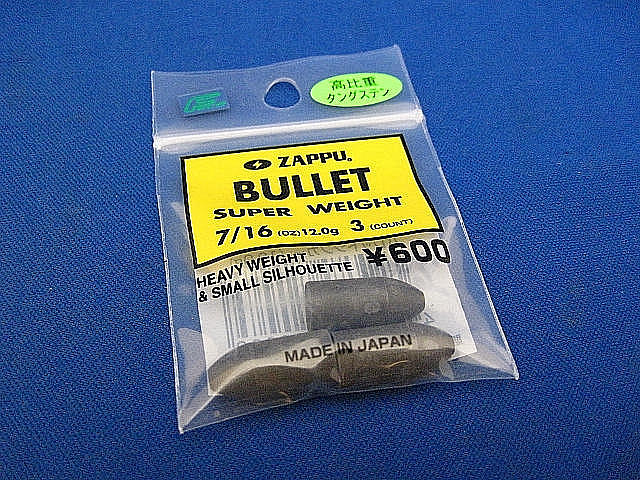 高比重
タングステン
ZAPPU.
BULLET
SUPER WEIGHT
7/16 (OZ) 12.0g 3 (COUNT)
HEAVY WEIGHT ¥600
& SMALL SILHOUETTE
MADE IN JAPAN